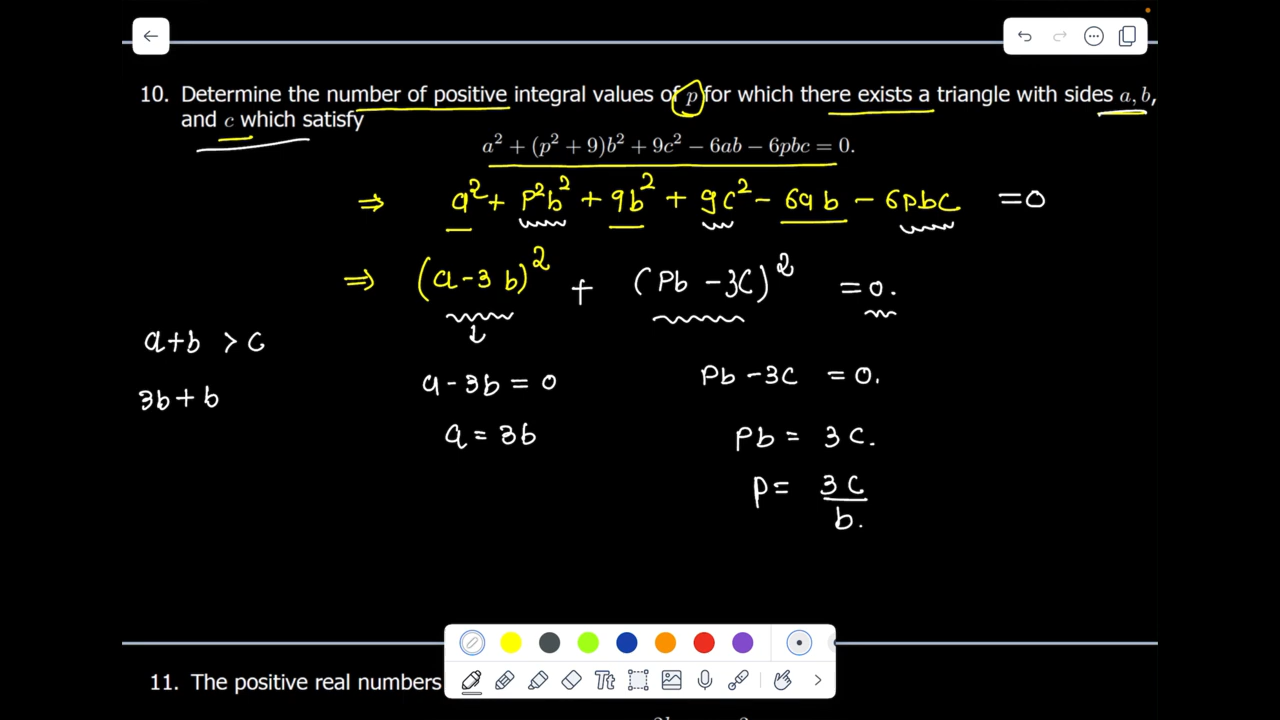 10. Determine the number of positive integral values of p for which there exists a triangle with sides a, b,
and c which satisfy
a² + (p² + 9)b² + 9c² − 6ab − 6pbc = 0.
⇒ a² + p²b² + 9b² + 9c² − 6ab − 6pbc = 0
⇒ (a − 3b)² + (Pb − 3C)² = 0.
a+b > c
3b + b
a − 3b = 0
a = 3b
Pb − 3C = 0.
Pb = 3C.
P = 3C/b.
11. The positive real numbers
Tt